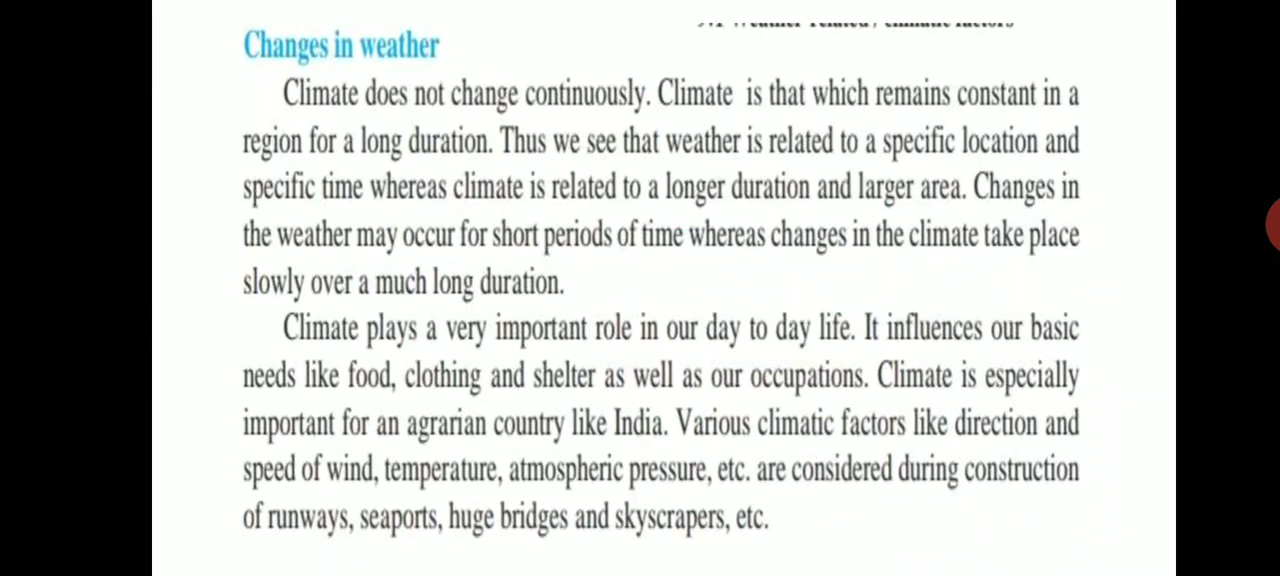 Weather related / climatic factors
Changes in weather
Climate does not change continuously. Climate is that which remains constant in a
region for a long duration. Thus we see that weather is related to a specific location and
specific time whereas climate is related to a longer duration and larger area. Changes in
the weather may occur for short periods of time whereas changes in the climate take place
slowly over a much long duration.
Climate plays a very important role in our day to day life. It influences our basic
needs like food, clothing and shelter as well as our occupations. Climate is especially
important for an agrarian country like India. Various climatic factors like direction and
speed of wind, temperature, atmospheric pressure, etc. are considered during construction
of runways, seaports, huge bridges and skyscrapers, etc.